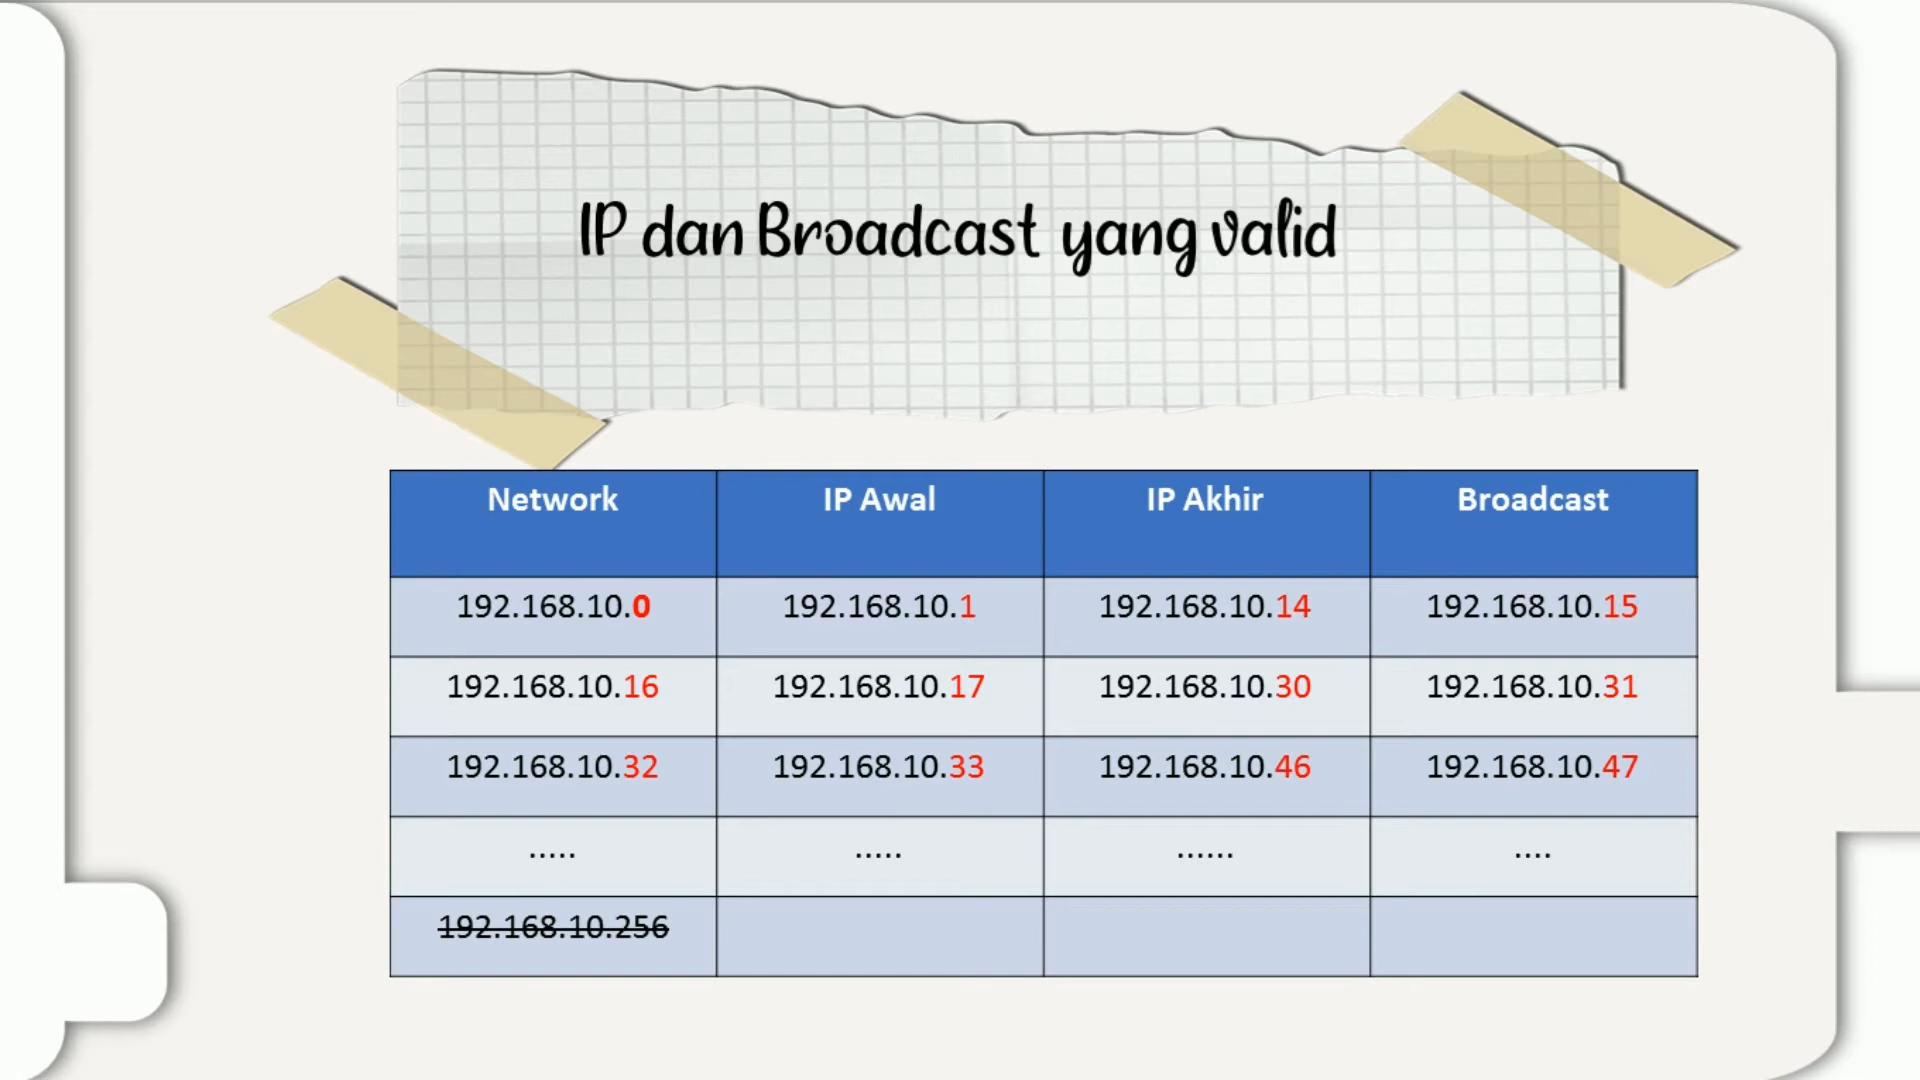 IP dan Broadcast yang valid
Network IP Awal IP Akhir Broadcast
192.168.10.0 192.168.10.1 192.168.10.14 192.168.10.15
192.168.10.16 192.168.10.17 192.168.10.30 192.168.10.31
192.168.10.32 192.168.10.33 192.168.10.46 192.168.10.47
..... ..... ...... ....
192.168.10.256